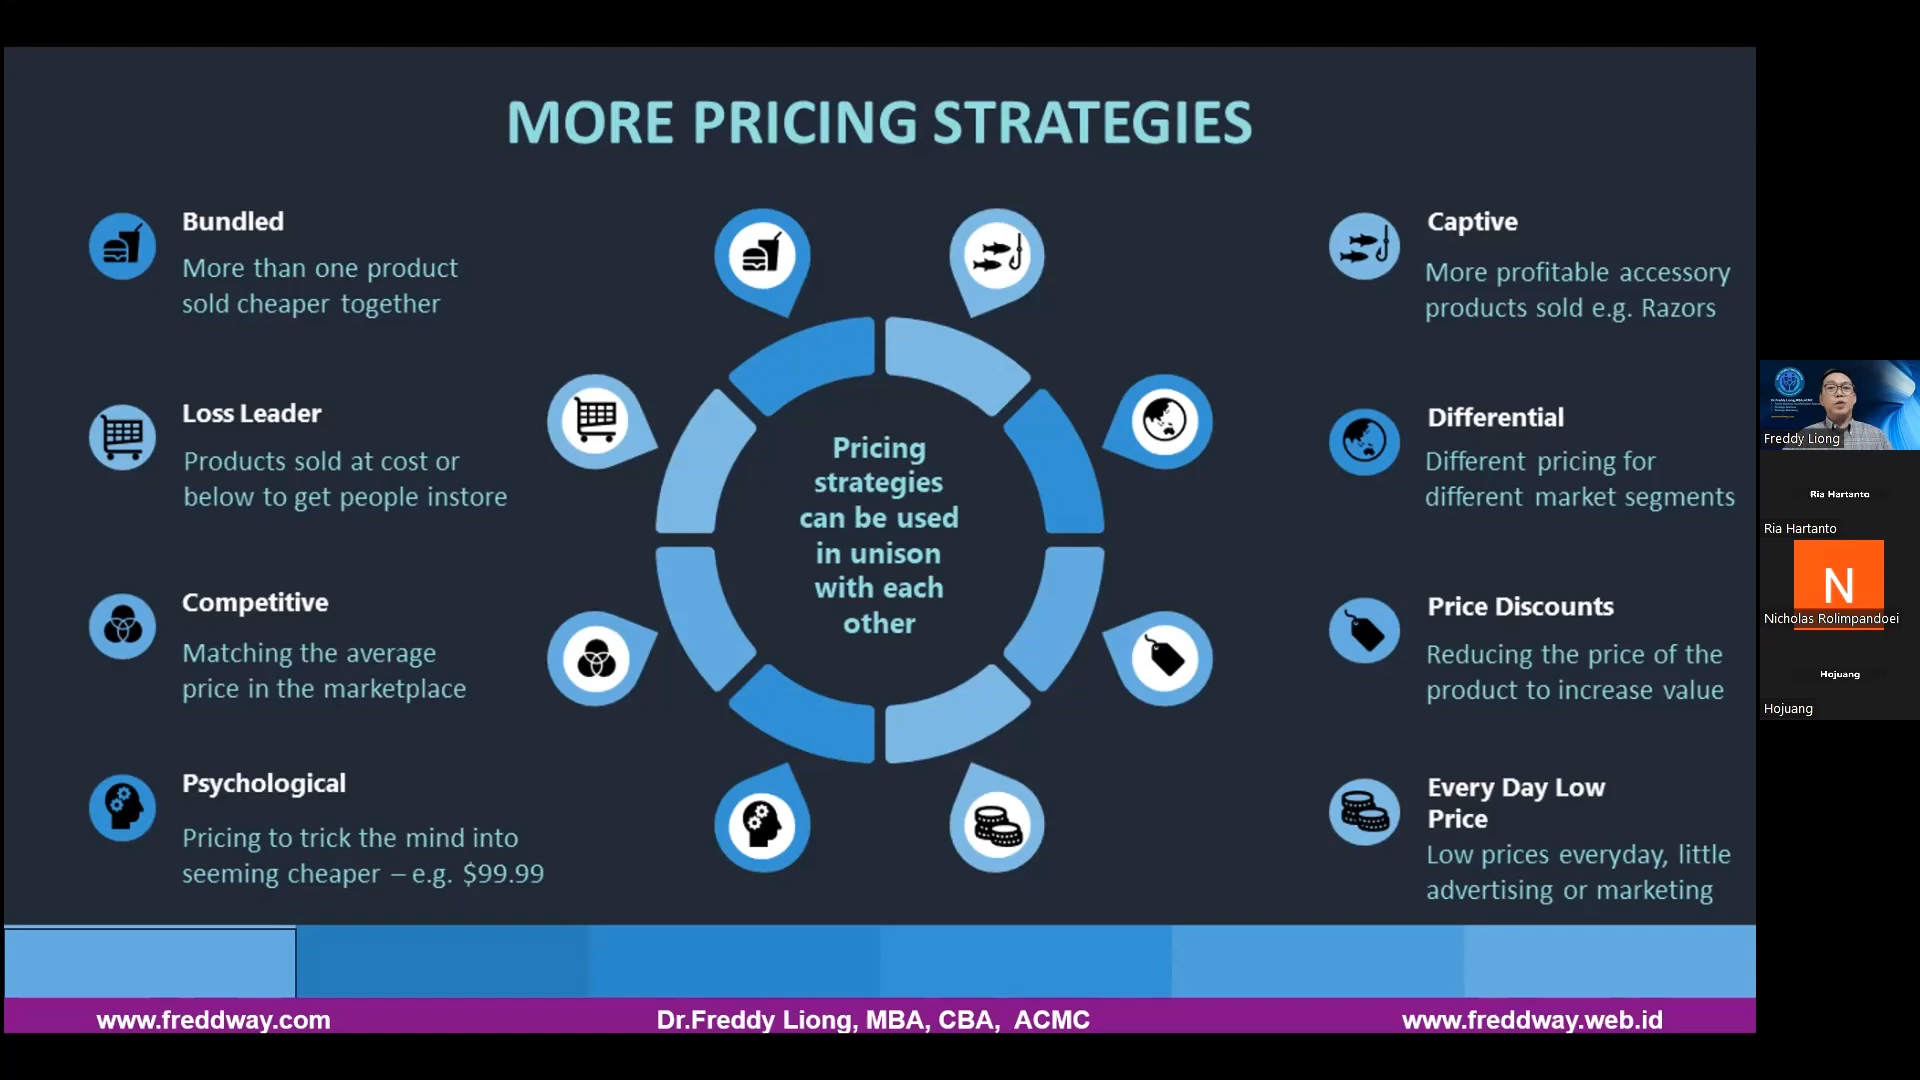 MORE PRICING STRATEGIES
Bundled
More than one product
sold cheaper together
Loss Leader
Products sold at cost or
below to get people instore
Competitive
Matching the average
price in the marketplace
Psychological
Pricing to trick the mind into
seeming cheaper – e.g. $99.99
Pricing
strategies
can be used
in unison
with each
other
Captive
More profitable accessory
products sold e.g. Razors
Differential
Different pricing for
different market segments
Price Discounts
Reducing the price of the
product to increase value
Every Day Low
Price
Low prices everyday, little
advertising or marketing
www.freddway.com
Dr.Freddy Liong, MBA, CBA, ACMC
www.freddway.web.id
Freddy Liong
Ria Hartanto
Ria Hartanto
N
Nicholas Rolimpandoei
Hojuang
Hojuang